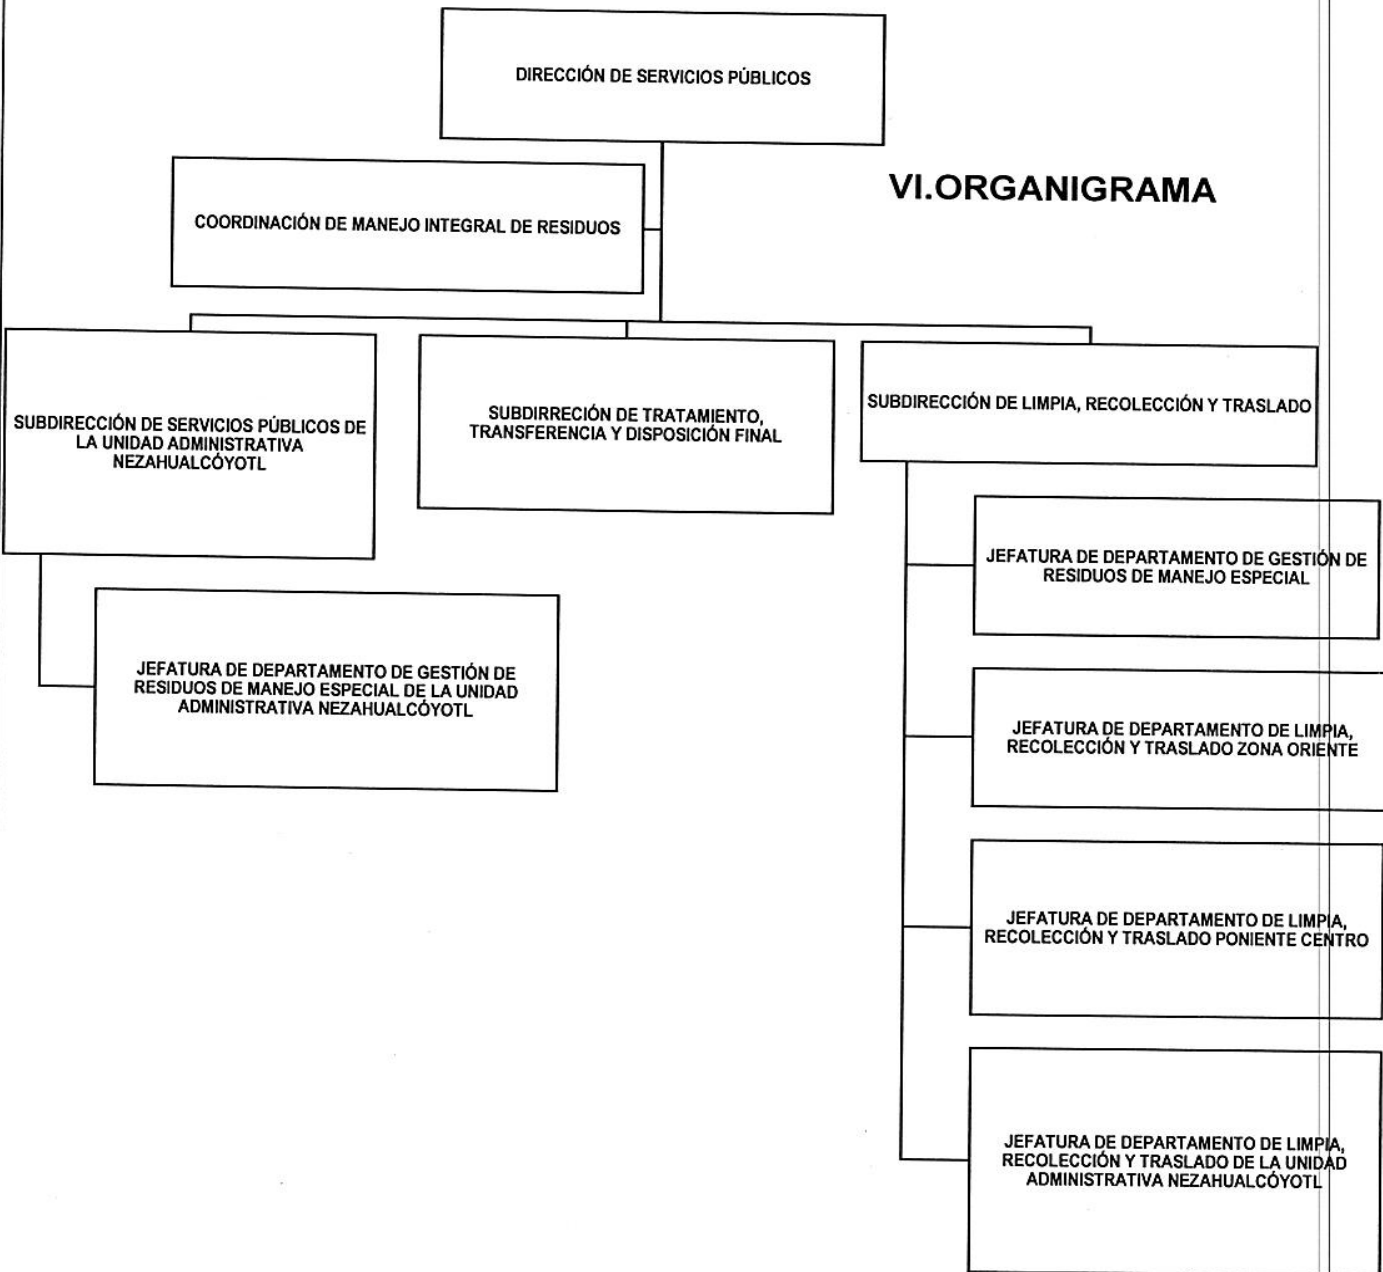 DIRECCIÓN DE SERVICIOS PÚBLICOS
VI.ORGANIGRAMA
COORDINACIÓN DE MANEJO INTEGRAL DE RESIDUOS
SUBDIRECCIÓN DE SERVICIOS PÚBLICOS DE
LA UNIDAD ADMINISTRATIVA
NEZAHUALCÓYOTL
SUBDIRRECIÓN DE TRATAMIENTO,
TRANSFERENCIA Y DISPOSICIÓN FINAL
SUBDIRECCIÓN DE LIMPIA, RECOLECCIÓN Y TRASLADO
JEFATURA DE DEPARTAMENTO DE GESTIÓN DE
RESIDUOS DE MANEJO ESPECIAL DE LA UNIDAD
ADMINISTRATIVA NEZAHUALCÓYOTL
JEFATURA DE DEPARTAMENTO DE GESTIÓN DE
RESIDUOS DE MANEJO ESPECIAL
JEFATURA DE DEPARTAMENTO DE LIMPIA,
RECOLECCIÓN Y TRASLADO ZONA ORIENTE
JEFATURA DE DEPARTAMENTO DE LIMPIA,
RECOLECCIÓN Y TRASLADO PONIENTE CENTRO
JEFATURA DE DEPARTAMENTO DE LIMPIA,
RECOLECCIÓN Y TRASLADO DE LA UNIDAD
ADMINISTRATIVA NEZAHUALCÓYOTL